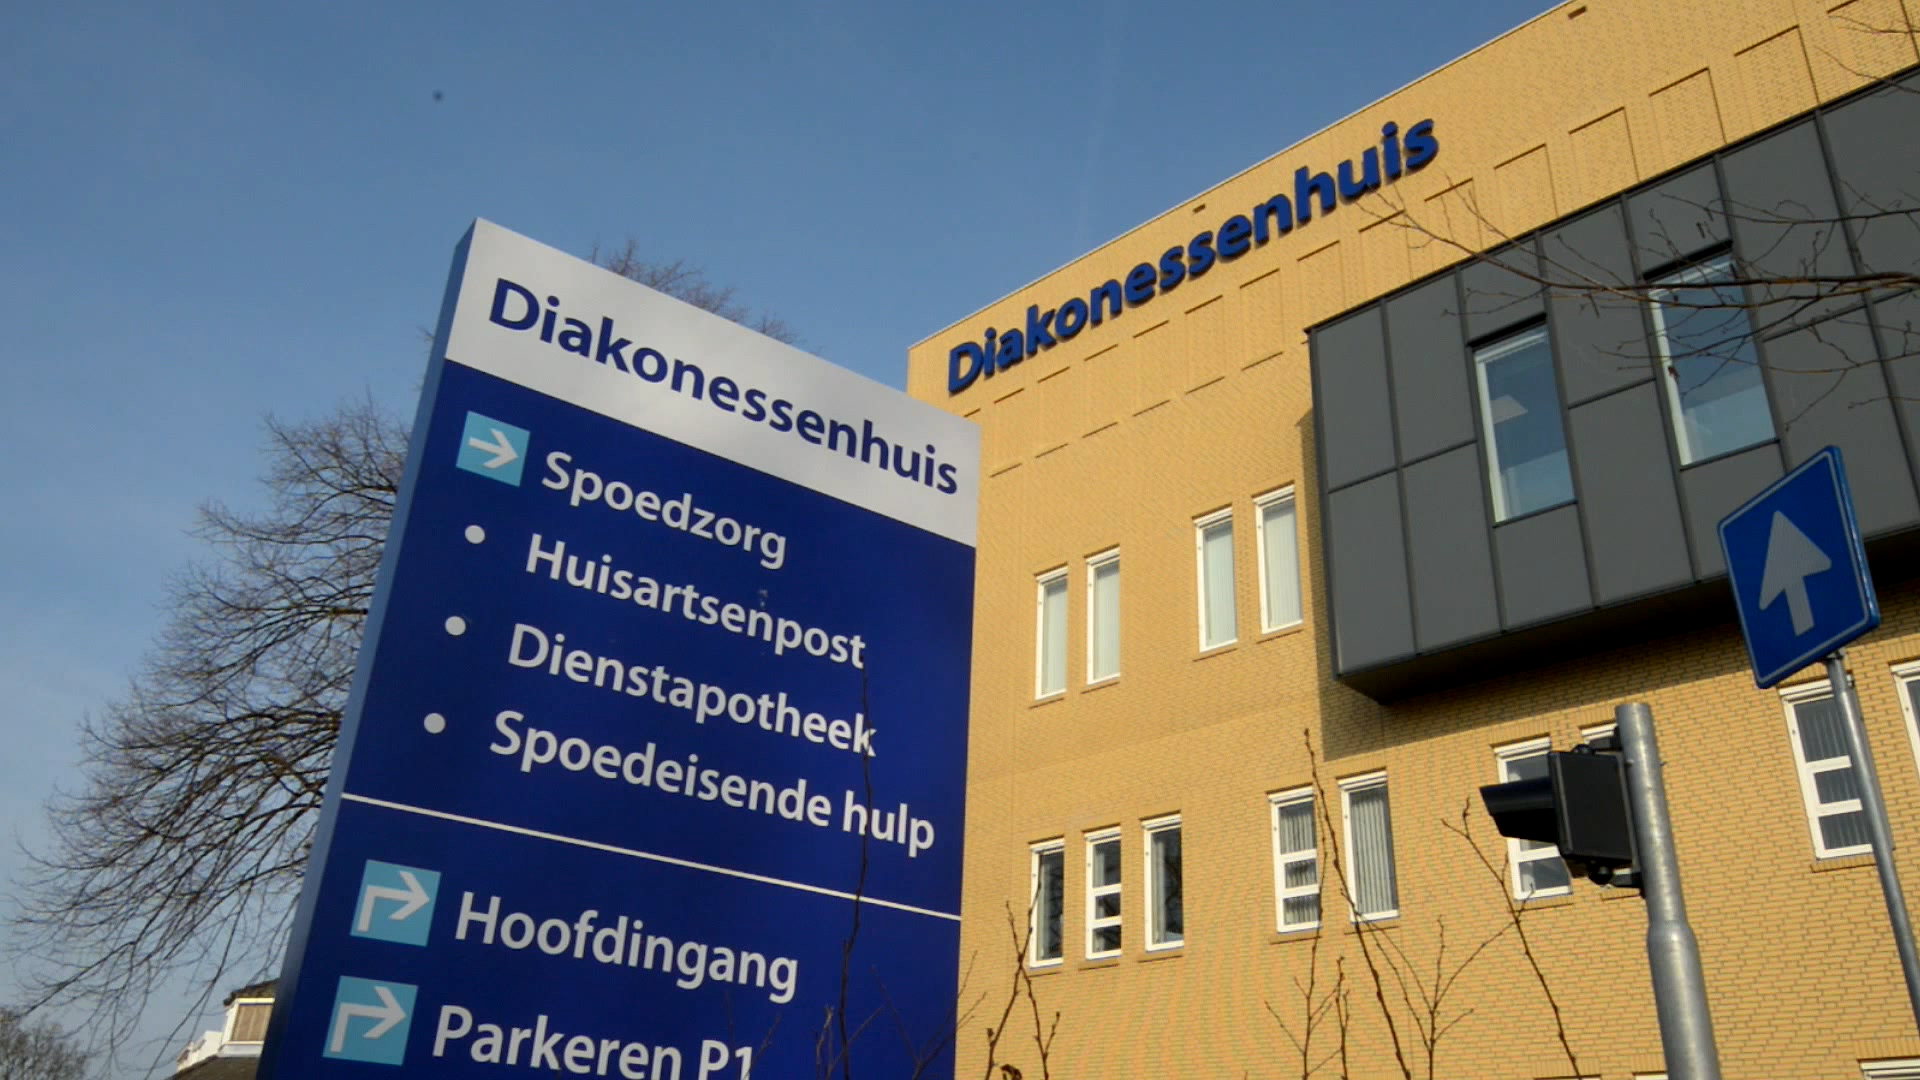 Diakonessenhuis
Diakonessenhuis
Spoedzorg
Huisartsenpost
Dienstapotheek
Spoedeisende hulp
Hoofdingang
Parkeren P1